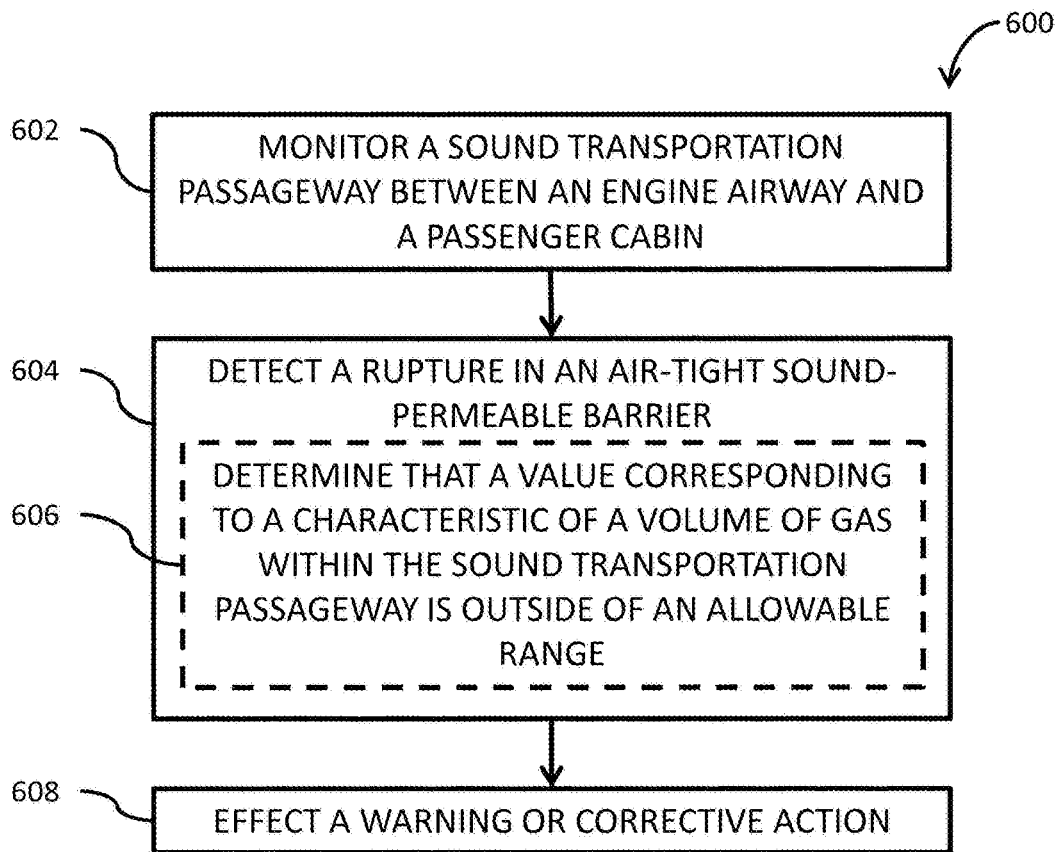 600
602
MONITOR A SOUND TRANSPORTATION
PASSAGEWAY BETWEEN AN ENGINE AIRWAY AND
A PASSENGER CABIN
604
DETECT A RUPTURE IN AN AIR-TIGHT SOUND-
PERMEABLE BARRIER
606
DETERMINE THAT A VALUE CORRESPONDING
TO A CHARACTERISTIC OF A VOLUME OF GAS
WITHIN THE SOUND TRANSPORTATION
PASSAGEWAY IS OUTSIDE OF AN ALLOWABLE
RANGE
608
EFFECT A WARNING OR CORRECTIVE ACTION